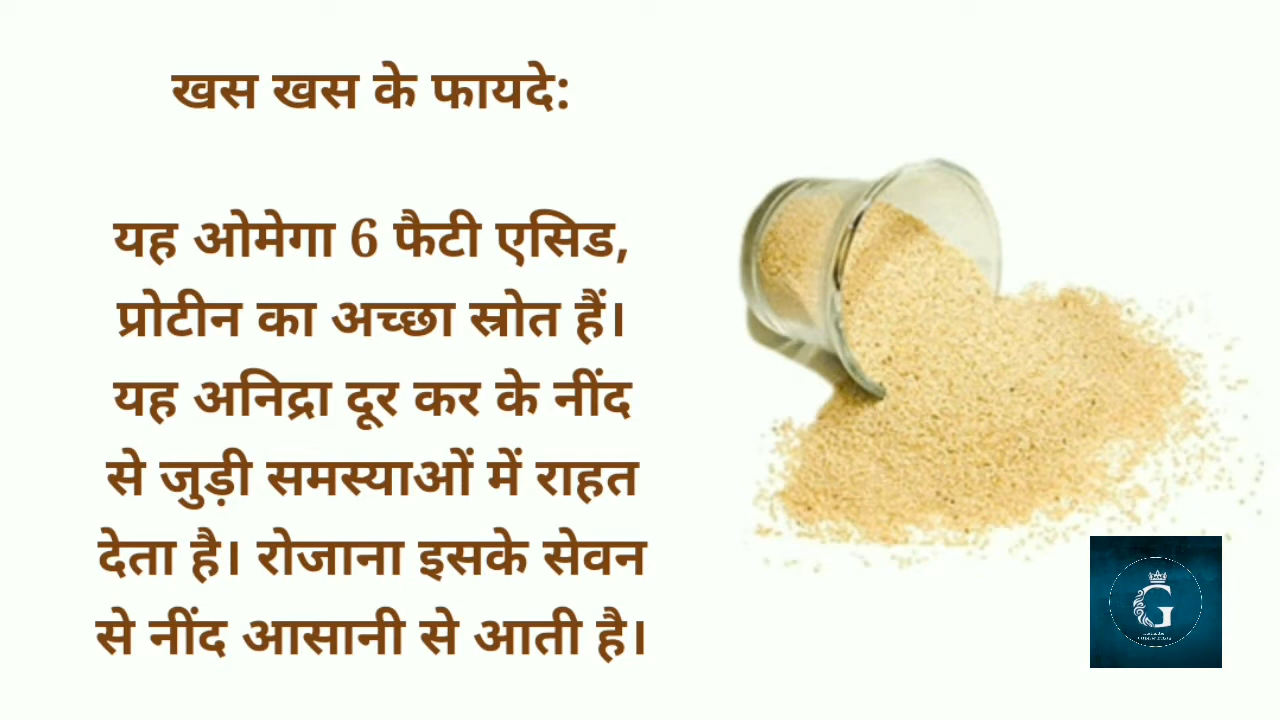 खस खस के फायदे:
यह ओमेगा 6 फैटी एसिड,
प्रोटीन का अच्छा स्रोत हैं।
यह अनिद्रा दूर कर के नींद
से जुड़ी समस्याओं में राहत
देता है। रोजाना इसके सेवन
से नींद आसानी से आती है।
G